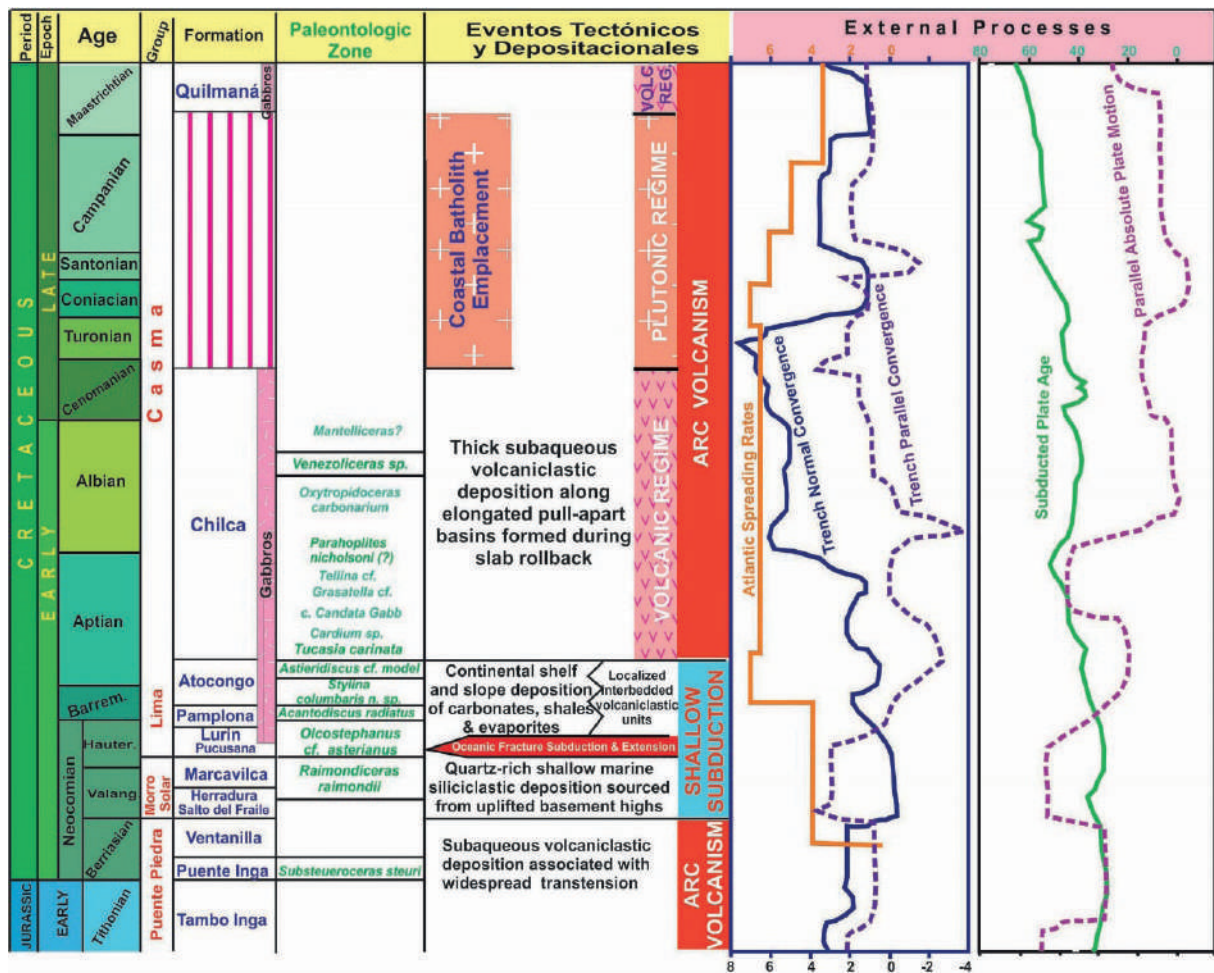 Period
Epoch
Age
Group
Formation
Paleontologic
Zone
Eventos Tectónicos
y Depositacionales
External Processes
6
4
2
0
80
60
40
20
0
CRETACEOUS
JURASSIC
LATE
EARLY
EARLY
Neocomian
Maastrichtian
Campanian
Santonian
Coniacian
Turonian
Cenomanian
Albian
Aptian
Barrem.
Hauter.
Valang.
Berriasian
Tithonian
Casma
Lima
Morro
Solar
Puente Piedra
Quilmaná
Gabbros
Chilca
Gabbros
Atocongo
Pamplona
Lurín
Pucusana
Marcavilca
Herradura
Salto del Fraile
Ventanilla
Puente Inga
Tambo Inga
Mantelliceras?
Venezoliceras sp.
Oxytropidoceras
carbonarium
Parahoplites
nicholsoni (?)
Tellina cf.
Grasatella cf.
c. Candata Gabb
Cardium sp.
Tucasia carinata
Astieridiscus cf. model
Stylina
columbaris n. sp.
Acantodiscus radiatus
Olcostephanus
cf. asterianus
Raimondiceras
raimondii
Substeueroceras steuri
Coastal Batholith
Emplacement
Thick subaqueous
volcaniclastic
deposition along
elongated pull-apart
basins formed during
slab rollback
Continental shelf
and slope deposition
of carbonates, shales
& evaporites
Localized
interbedded
volcaniclastic
units
Oceanic Fracture Subduction & Extension
Quartz-rich shallow marine
siliciclastic deposition sourced
from uplifted basement highs
Subaqueous volcaniclastic
deposition associated with
widespread transtension
VOLC
REG.
PLUTONIC REGIME
VOLCANIC REGIME
ARC VOLCANISM
SHALLOW
SUBDUCTION
ARC
VOLCANISM
Atlantic Spreading Rates
Trench Normal Convergence
Trench Parallel Convergence
Subducted Plate Age
Parallel Absolute Plate Motion
8
6
4
2
0
-2
-4